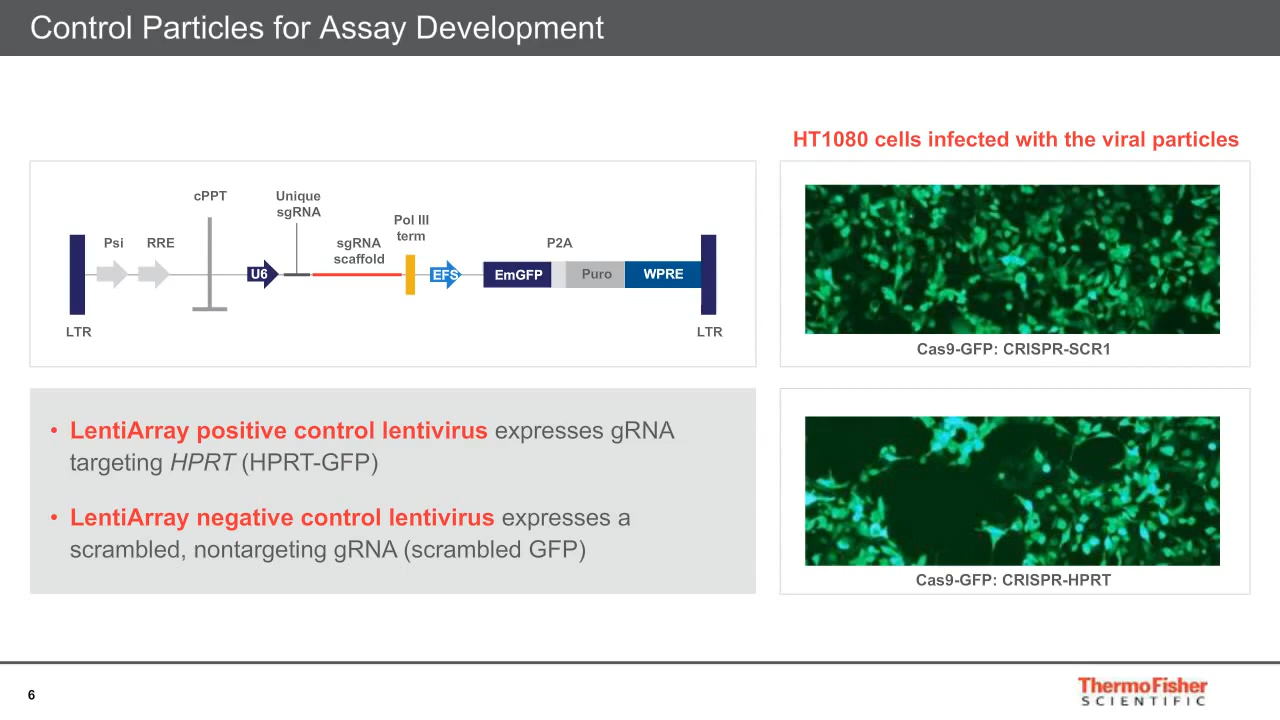 Control Particles for Assay Development
HT1080 cells infected with the viral particles
cPPT
Unique
sgRNA
Pol III
term
Psi
RRE
sgRNA
scaffold
P2A
U6
EFS
EmGFP
Puro
WPRE
LTR
LTR
Cas9-GFP: CRISPR-SCR1
• LentiArray positive control lentivirus expresses gRNA
targeting HPRT (HPRT-GFP)
• LentiArray negative control lentivirus expresses a
scrambled, nontargeting gRNA (scrambled GFP)
Cas9-GFP: CRISPR-HPRT
6
ThermoFisher
SCIENTIFIC